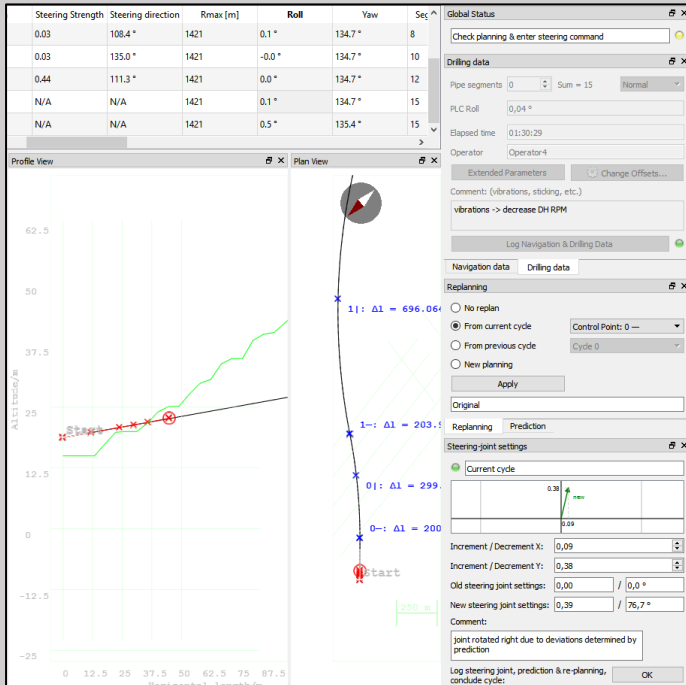 Steering Strength Steering direction Rmax [m] Roll Yaw
0.03 108.4 ° 1421 0.1 ° 134.7 ° 8
0.03 135.0 ° 1421 -0.0 ° 134.7 ° 10
0.44 111.3 ° 1421 0.0 ° 134.7 ° 12
N/A N/A 1421 0.1 ° 134.7 ° 15
N/A N/A 1421 0.5 ° 135.4 ° 15
Profile View
62.5
50
37.5
25
12.5
0
-12.5
-25
Altitude/m
Start
0 12.5 25 37.5 50 62.5 75 87.5
Horizontal length/m
Plan View
1|: Δl = 696.064
1—: Δl = 203.9
0|: Δl = 299.
0—: Δl = 200
Start
250 m
Global Status
Check planning & enter steering command
Drilling data
Pipe segments 0 Sum = 15 Normal
PLC Roll 0,04 °
Elapsed time 01:30:29
Operator Operator4
Extended Parameters Change Offsets...
Comment: (vibrations, sticking, etc.)
vibrations -> decrease DH RPM
Log Navigation & Drilling Data
Navigation data Drilling data
Replanning
No replan
From current cycle Control Point: 0 —
From previous cycle Cycle 0
New planning
Apply
Original
Replanning Prediction
Steering-joint settings
Current cycle
0.38
new
0.09
Increment / Decrement X: 0,09
Increment / Decrement Y: 0,38
Old steering joint settings: 0,00 / 0,0 °
New steering joint settings: 0,39 / 76,7 °
Comment:
joint rotated right due to deviations determined by
prediction
Log steering joint, prediction & re-planning,
conclude cycle: OK